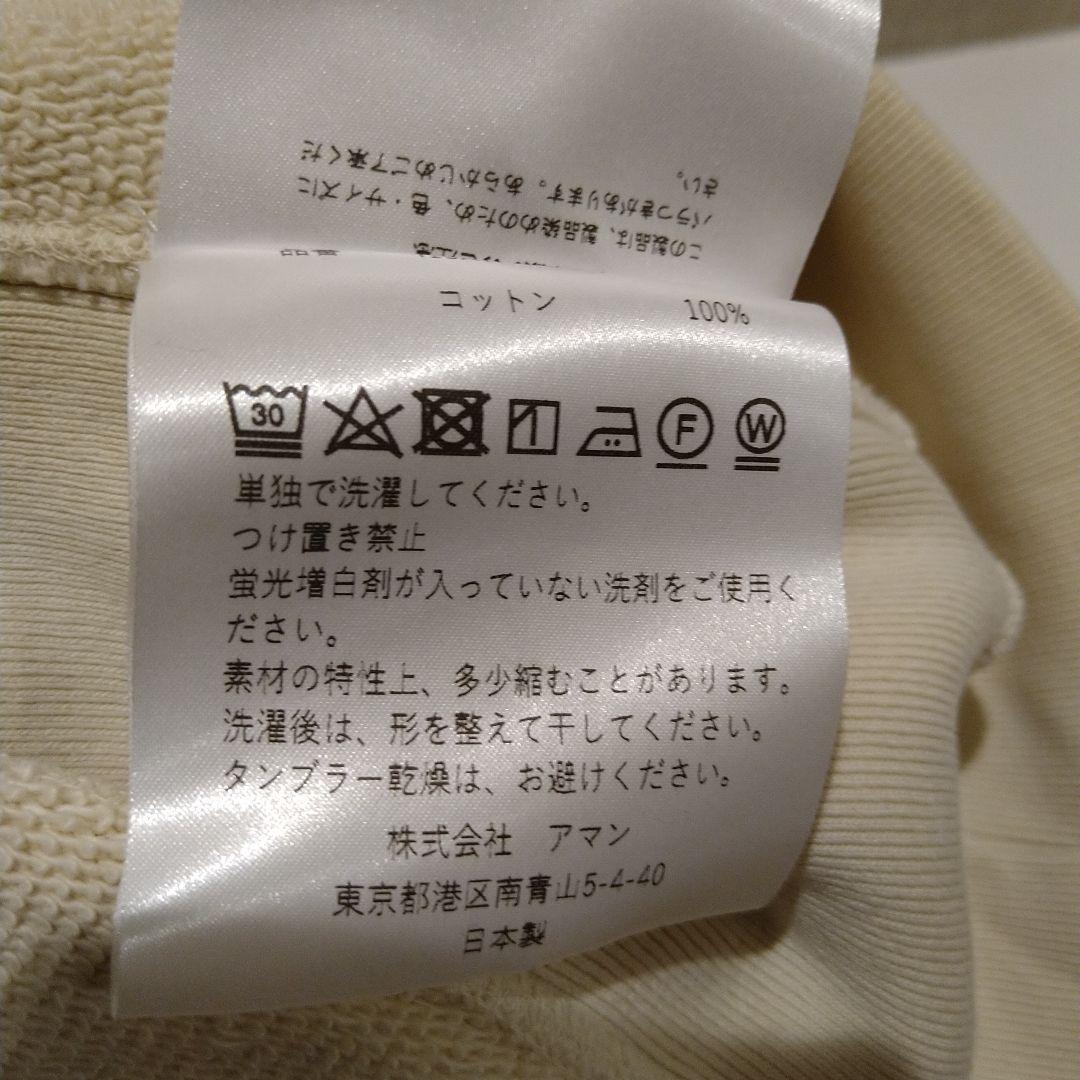 この製品は、製品染めのため、色・サイズに
バラつきがあります。あらかじめご了承くだ
さい。
コットン 100%
30
F
W
単独で洗濯してください。
つけ置き禁止
蛍光増白剤が入っていない洗剤をご使用く
ださい。
素材の特性上、多少縮むことがあります。
洗濯後は、形を整えて干してください。
タンブラー乾燥は、お避けください。
株式会社 アマン
東京都港区南青山5-4-40
日本製